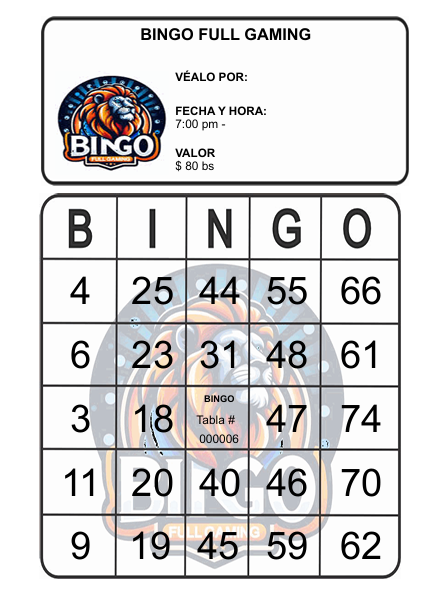 BINGO FULL GAMING
VÉALO POR:
FECHA Y HORA:
7:00 pm -
VALOR
$ 80 bs
BINGO
FULL GAMING
B I N G O
4 25 44 55 66
6 23 31 48 61
3 18 BINGO Tabla # 000006 47 74
11 20 40 46 70
9 19 45 59 62
BINGO
FULL GAMING